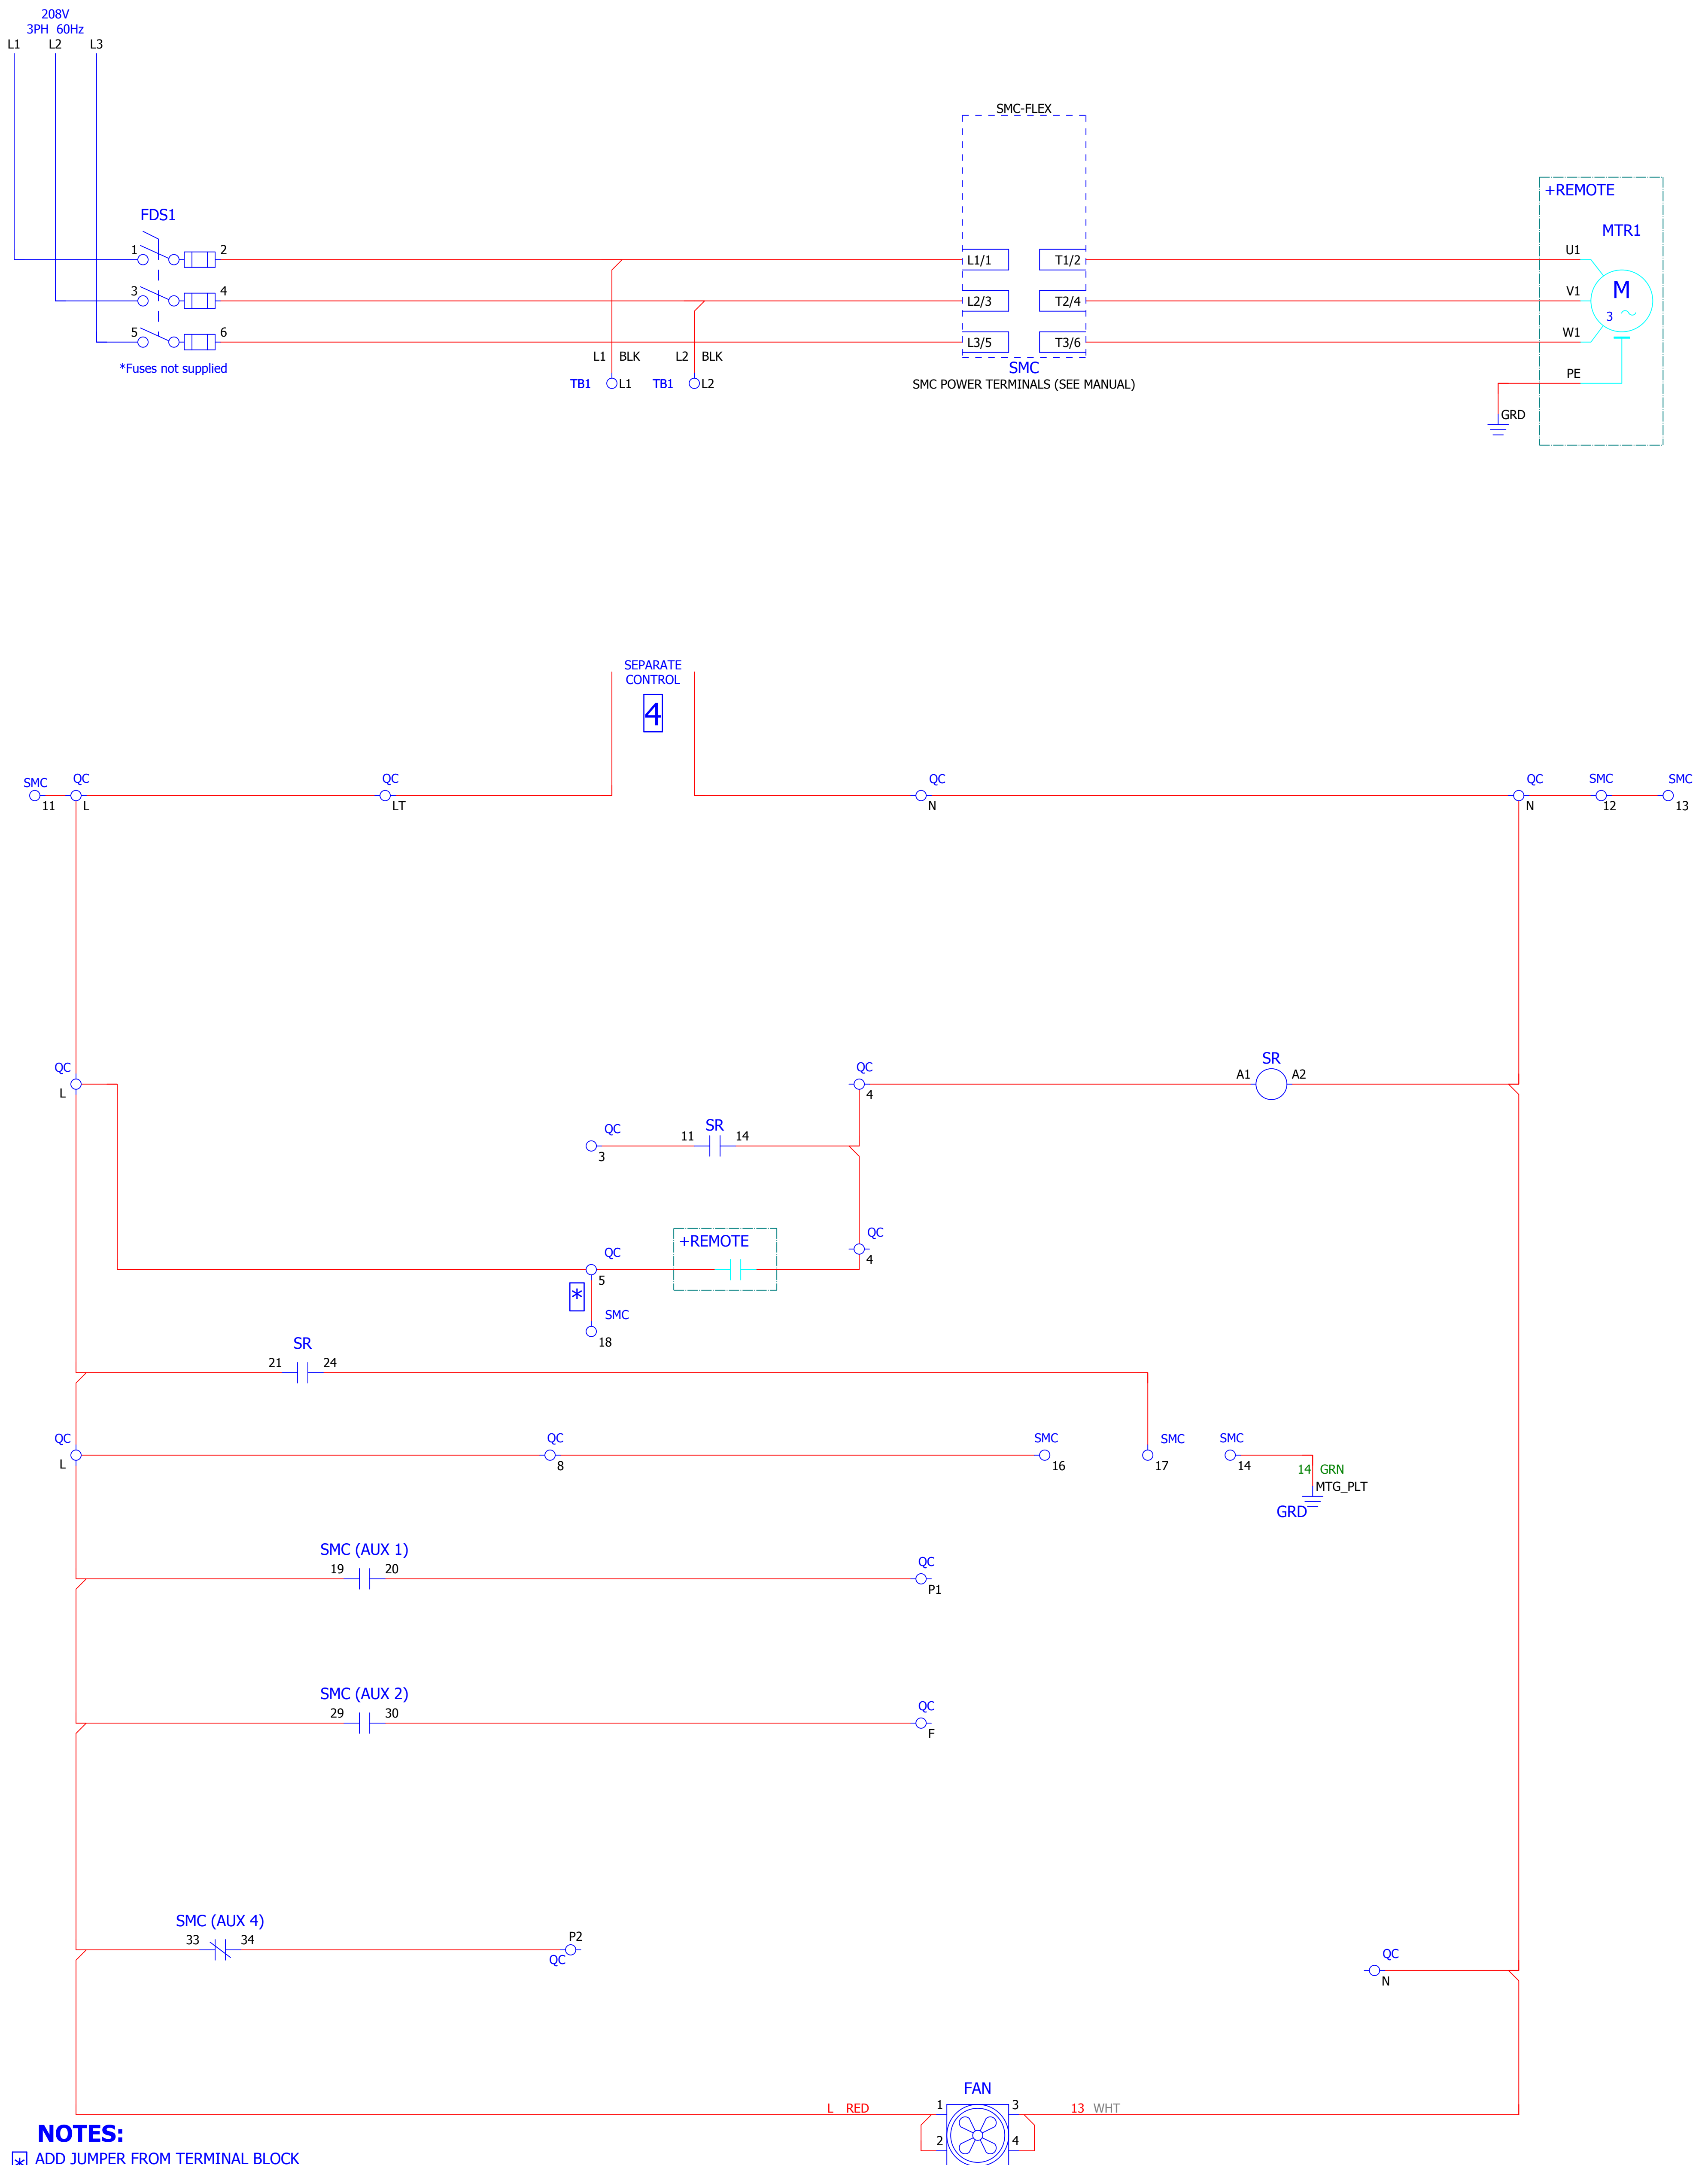 208V
3PH 60Hz
L1 L2 L3
SMC-FLEX
+REMOTE
FDS1
MTR1
1 2
L1/1 T1/2
U1
3 4
L2/3 T2/4
V1
M
3
5 6
L3/5 T3/6
W1
*Fuses not supplied
L1 BLK L2 BLK
SMC
TB1 L1 TB1 L2
SMC POWER TERMINALS (SEE MANUAL)
PE
GRD
SEPARATE
CONTROL
4
SMC QC QC QC QC SMC SMC
11 L LT N N 12 13
QC QC SR
L 4 A1 A2
QC SR
3 11 14
QC
4
+REMOTE
QC
5
*
SMC
18
SR
21 24
QC QC SMC SMC SMC
L 8 16 17 14
14 GRN
MTG_PLT
GRD
SMC (AUX 1)
19 20
QC
P1
SMC (AUX 2)
29 30
QC
F
SMC (AUX 4)
33 34
P2
QC
QC
N
FAN
L RED 1 3 13 WHT
2 4
NOTES:
* ADD JUMPER FROM TERMINAL BLOCK